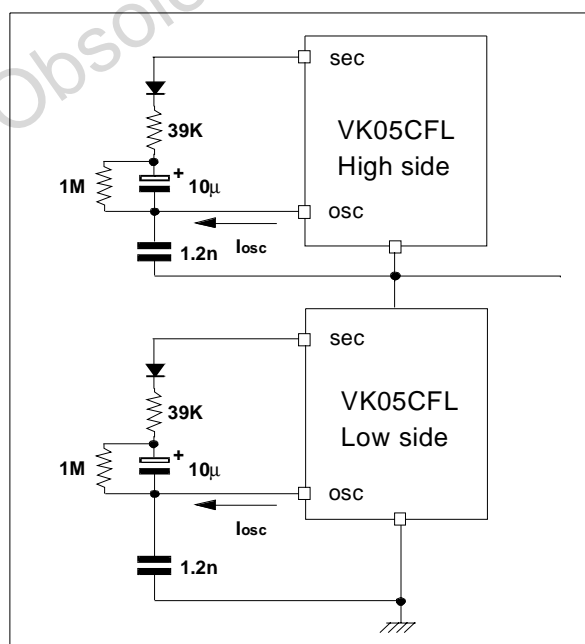 Obsol
sec
VK05CFL
High side
39K
1M
+
10µ
osc
Iosc
1.2n
sec
VK05CFL
Low side
39K
1M
+
10µ
osc
Iosc
1.2n